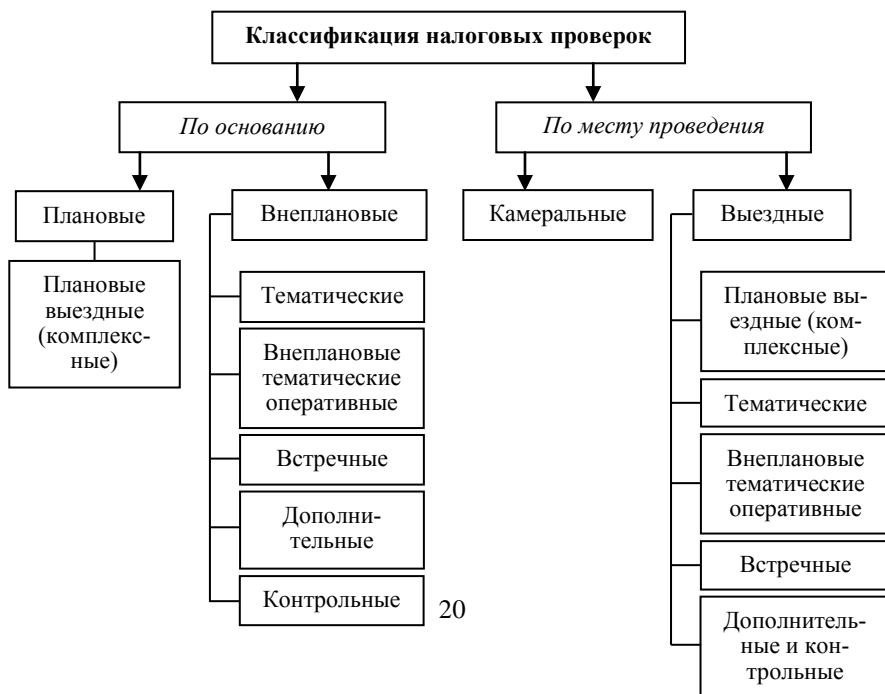 Классификация налоговых проверок
По основанию
По месту проведения
Плановые
Внеплановые
Камеральные
Выездные
Плановые
выездные
(комплекс-
ные)
Тематические
Внеплановые
тематические
оперативные
Встречные
Дополни-
тельные
Контрольные
20
Плановые вы-
ездные (ком-
плексные)
Тематические
Внеплановые
тематические
оперативные
Встречные
Дополнитель-
ные и кон-
трольные